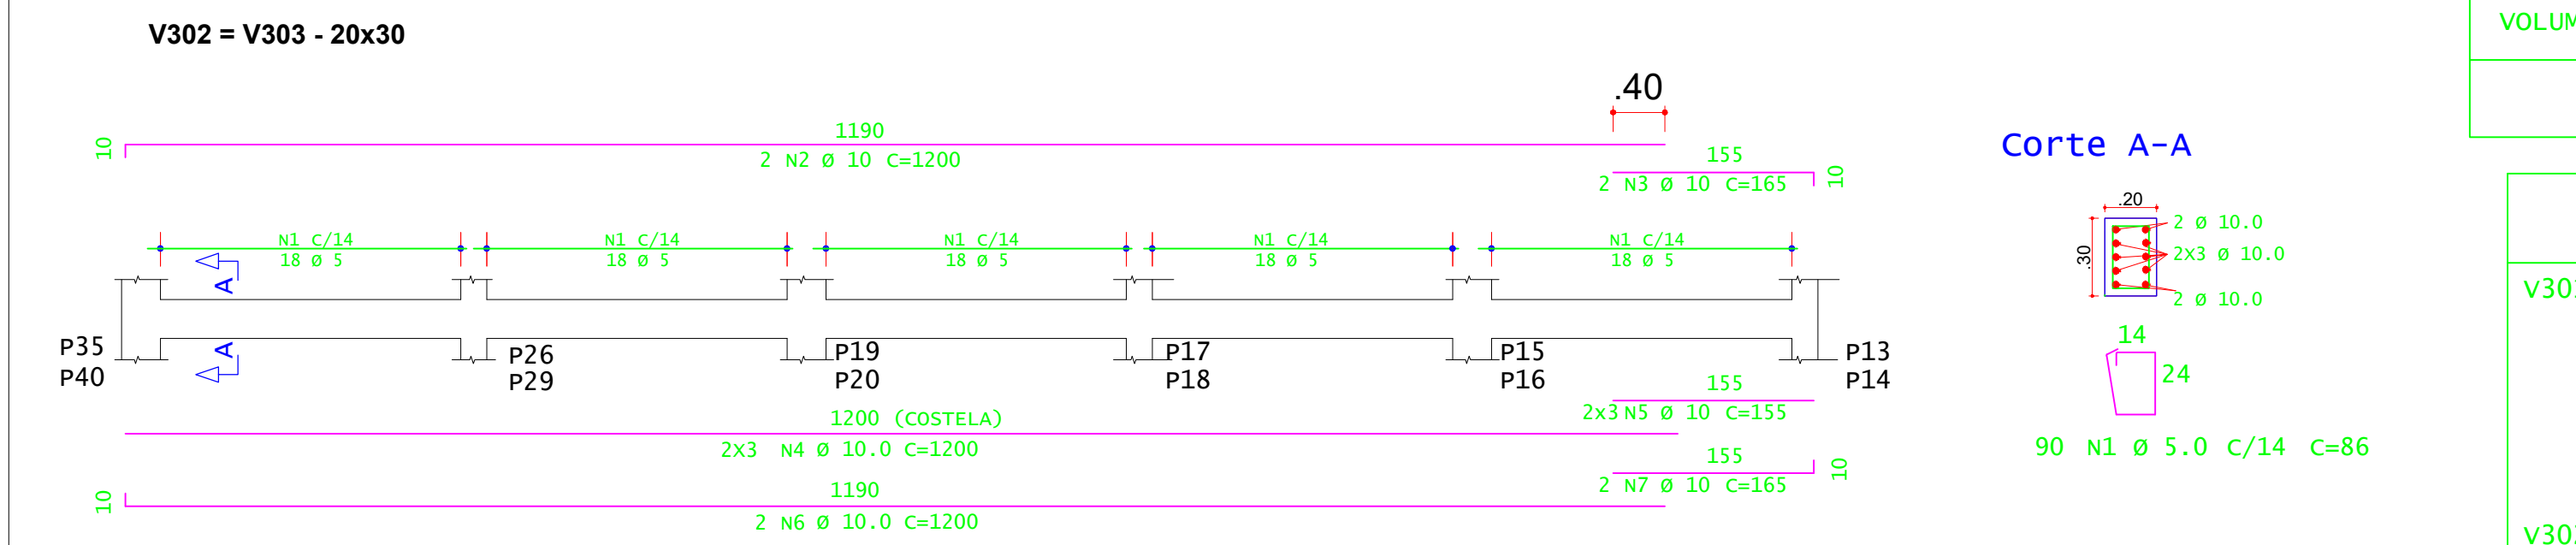 V302 = V303 - 20x30
VOLUM
.40
10
1190
2 N2 Ø 10 C=1200
155
2 N3 Ø 10 C=165
10
Corte A-A
N1 C/14
18 Ø 5
N1 C/14
18 Ø 5
N1 C/14
18 Ø 5
N1 C/14
18 Ø 5
N1 C/14
18 Ø 5
.20
.30
2 Ø 10.0
2X3 Ø 10.0
2 Ø 10.0
A
A
P35
P40
P26
P29
P19
P20
P17
P18
P15
P16
P13
P14
14
24
90 N1 Ø 5.0 C/14 C=86
155
2x3 N5 Ø 10 C=155
1200 (COSTELA)
2X3 N4 Ø 10.0 C=1200
155
2 N7 Ø 10 C=165
10
10
1190
2 N6 Ø 10.0 C=1200
V30
V30